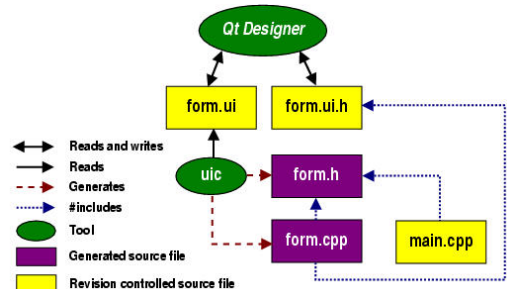 Qt Designer
form.ui
form.ui.h
Reads and writes
Reads
uic
form.h
Generates
#includes
Tool
form.cpp
main.cpp
Generated source file
Revision controlled source file